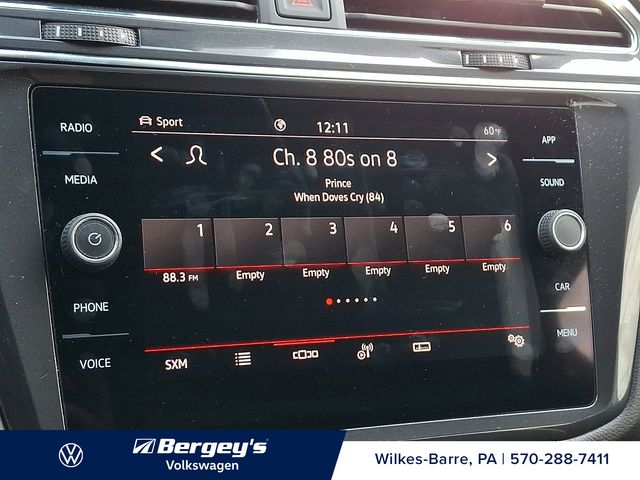 Sport 12:11 60°F
RADIO
MEDIA
PHONE
VOICE
Ch. 8 80s on 8
Prince
When Doves Cry (84)
1 2 3 4 5 6
88.3 FM Empty Empty Empty Empty Empty
SXM
APP
SOUND
CAR
MENU
Bergey's
Volkswagen
Wilkes-Barre, PA | 570-288-7411